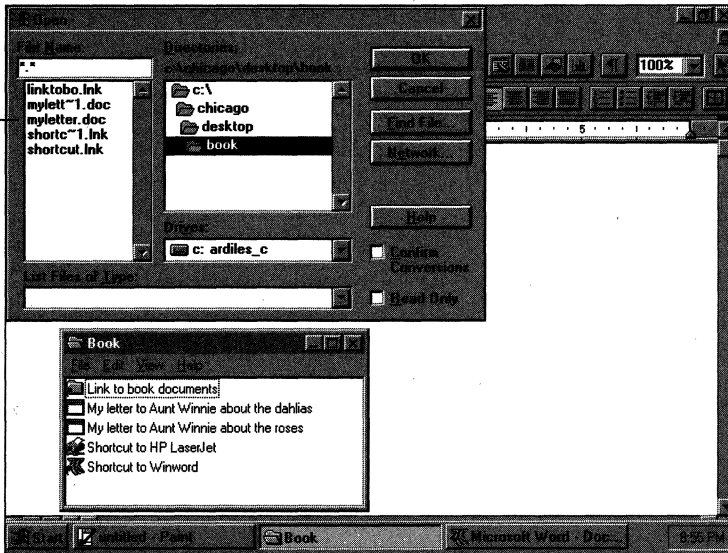 Open
File Name:
Directories:
*.*
c:\chicago\desktop\book
OK
linktobo.lnk
mylett~1.doc
myletter.doc
shortc~1.lnk
shortcut.lnk
c:\
chicago
desktop
book
Cancel
Find File...
Network...
Help
Drives:
c: ardiles_c
Confirm
Conversions
List Files of Type:
Read Only
100%
5
Book
File Edit View Help
Link to book documents
My letter to Aunt Winnie about the dahlias
My letter to Aunt Winnie about the roses
Shortcut to HP LaserJet
Shortcut to Winword
Start
untitled - Paint
Book
Microsoft Word - Doc...
9:55 PM